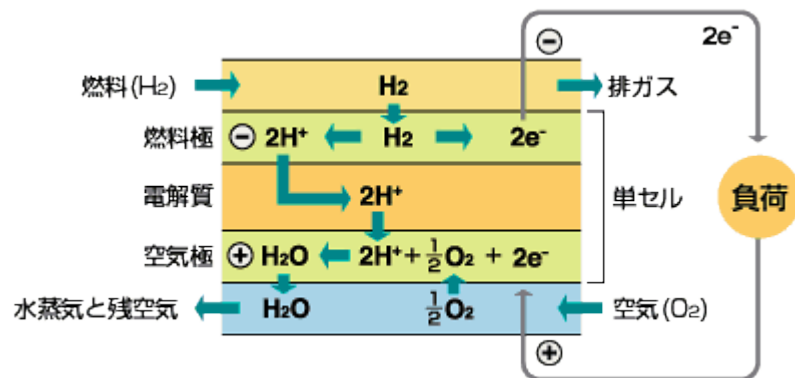 ⊖ 2e⁻
燃料(H₂) H₂ 排ガス
燃料極 ⊖ 2H⁺ H₂ 2e⁻
電解質 2H⁺ 単セル 負荷
空気極 ⊕ H₂O 2H⁺ + ½O₂ + 2e⁻
水蒸気と残空気 H₂O ½O₂ 空気(O₂)
⊕